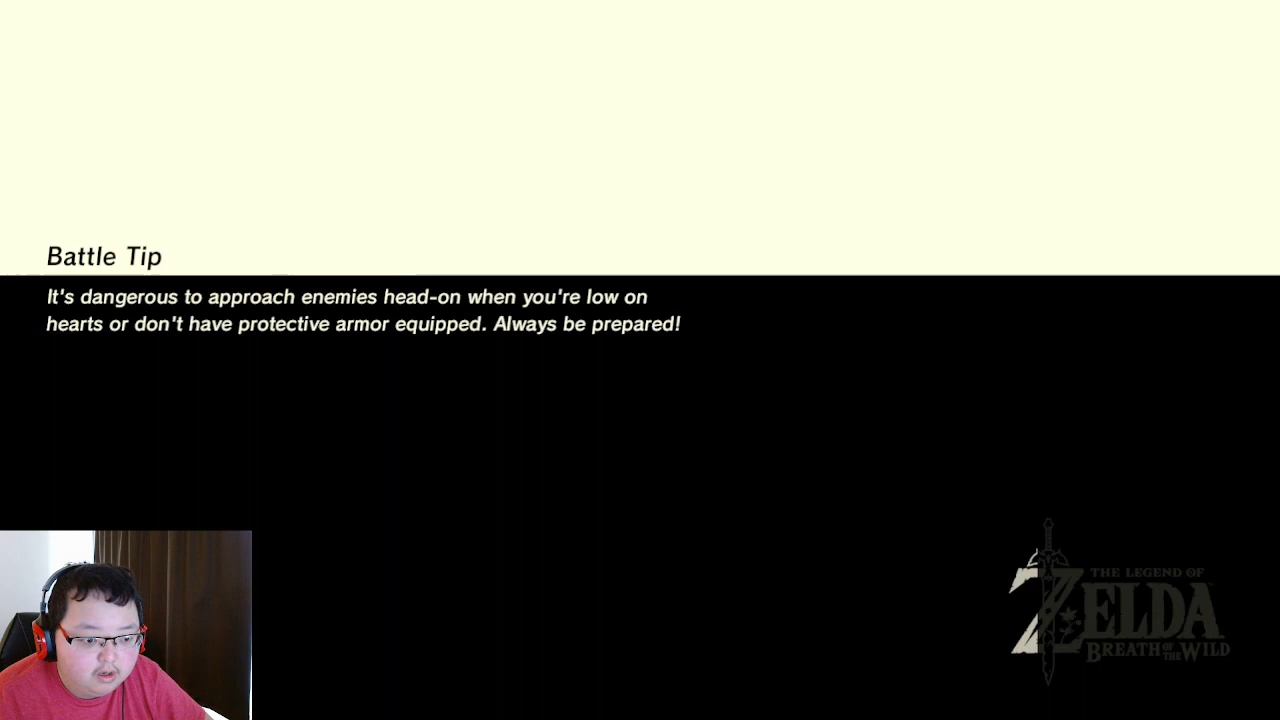 Battle Tip
It's dangerous to approach enemies head-on when you're low on
hearts or don't have protective armor equipped. Always be prepared!
THE LEGEND OF
ZELDA
BREATH OF THE WILD